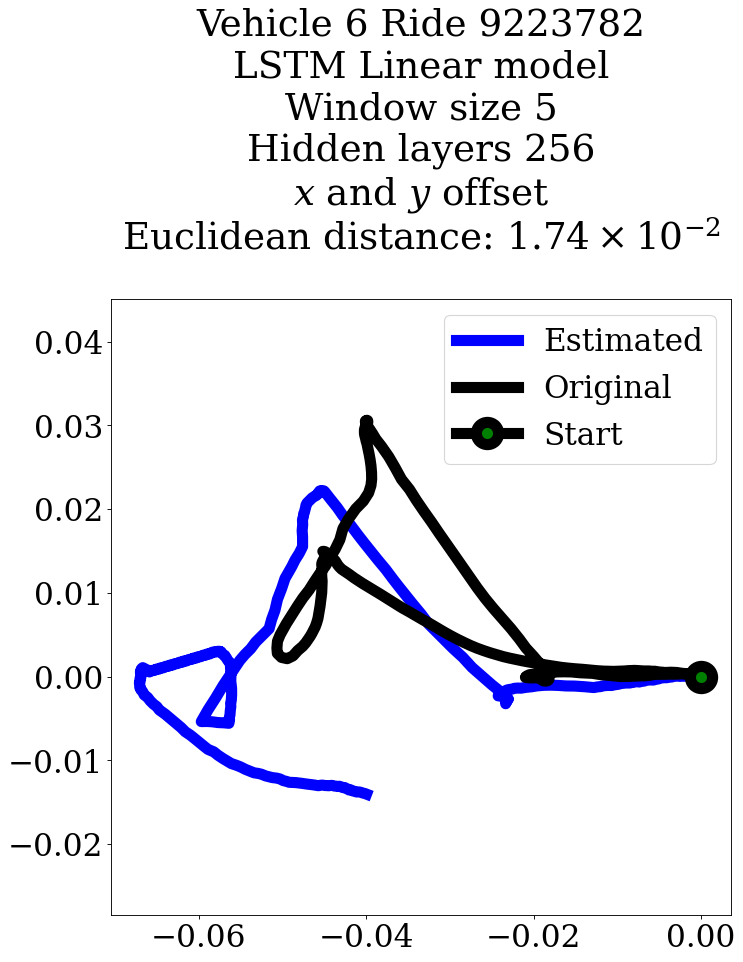 Vehicle 6 Ride 9223782
LSTM Linear model
Window size 5
Hidden layers 256
x and y offset
Euclidean distance: 1.74 × 10⁻²
Estimated
Original
Start
0.04
0.03
0.02
0.01
0.00
−0.01
−0.02
−0.06 −0.04 −0.02 0.00